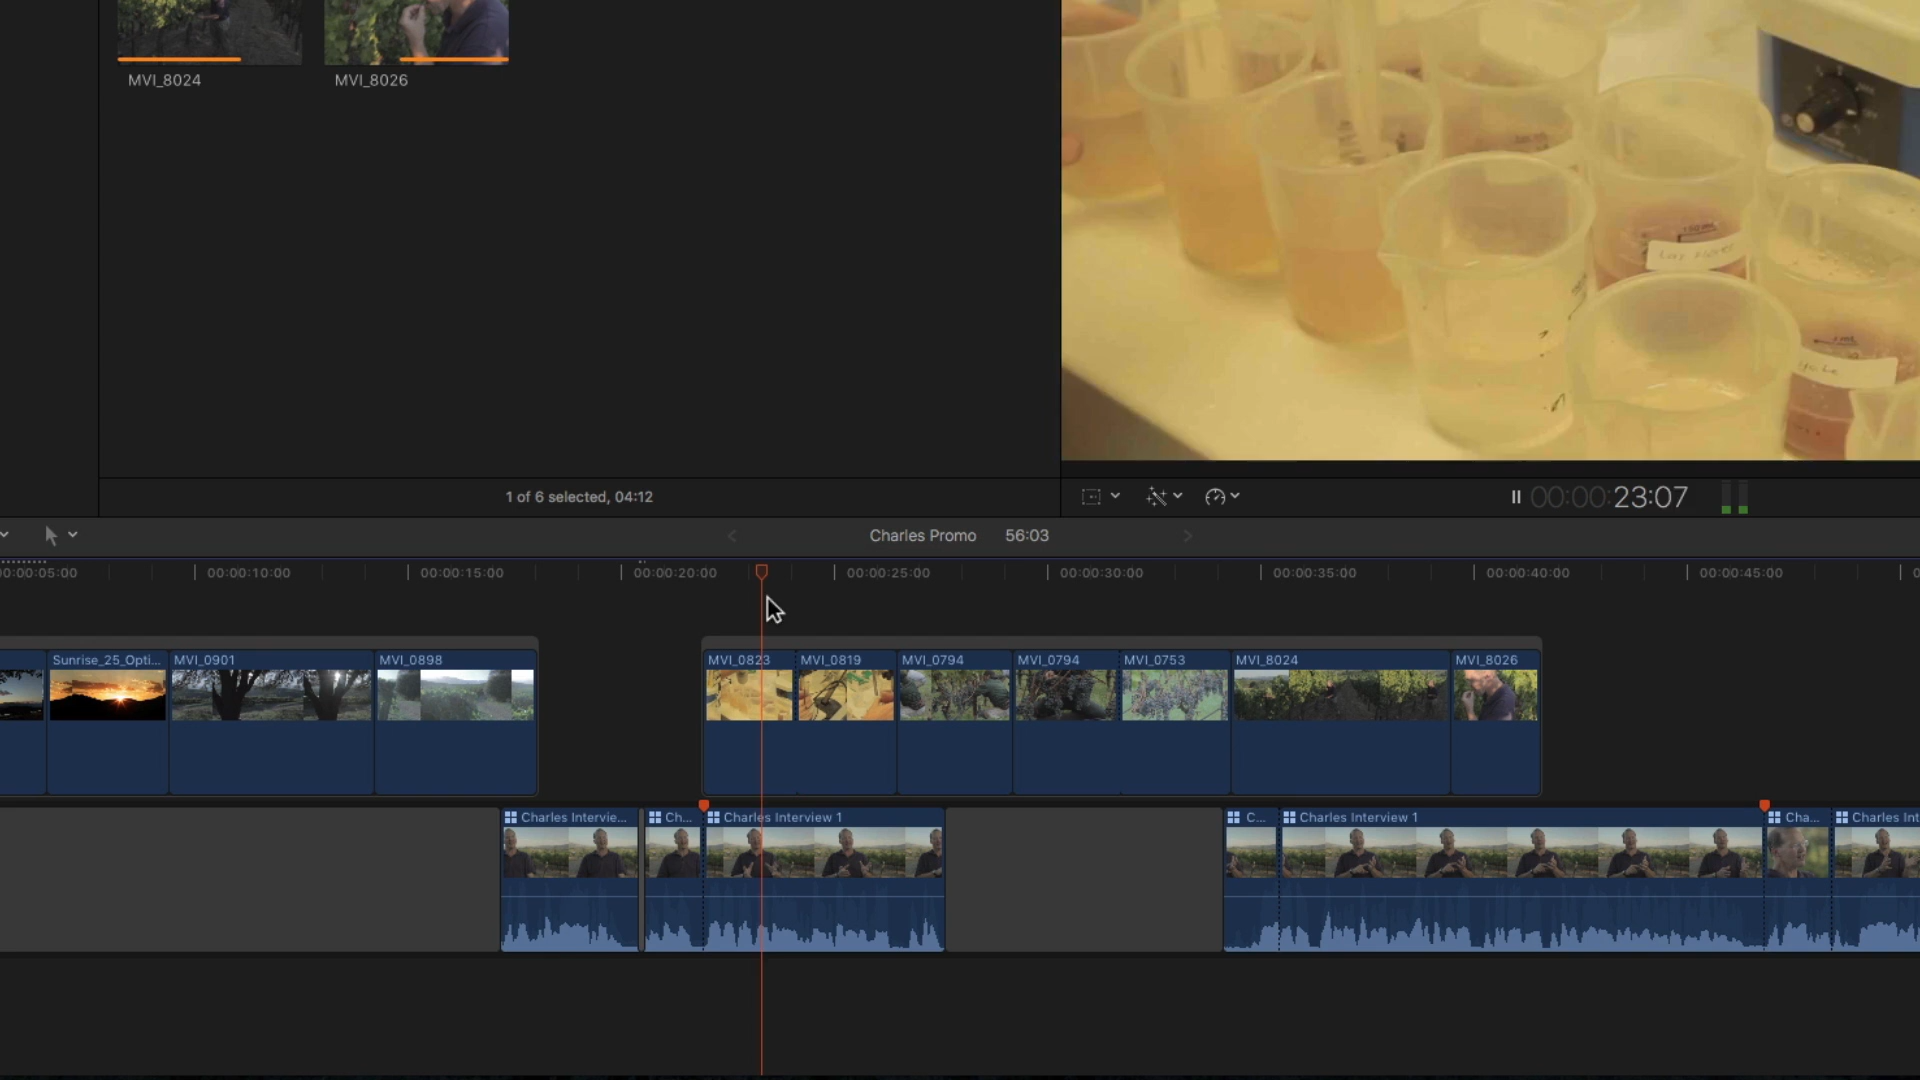 MVI_8024
MVI_8026
1 of 6 selected, 04:12
00:00:23:07
Charles Promo 56:03
00:00:05:00
00:00:10:00
00:00:15:00
00:00:20:00
00:00:25:00
00:00:30:00
00:00:35:00
00:00:40:00
00:00:45:00
Sunrise_25_Opti...
MVI_0901
MVI_0898
MVI_0823
MVI_0819
MVI_0794
MVI_0794
MVI_0753
MVI_8024
MVI_8026
Charles Intervie...
Ch...
Charles Interview 1
C...
Charles Interview 1
Cha...
Charles Int